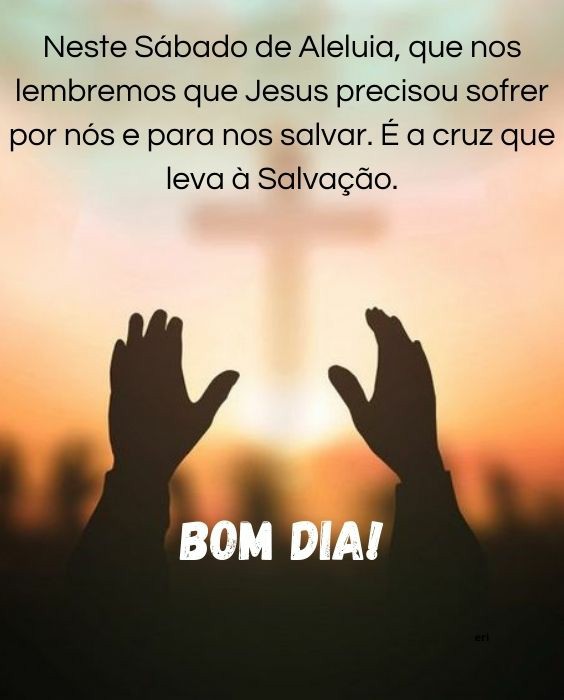 Neste Sábado de Aleluia, que nos
lembremos que Jesus precisou sofrer
por nós e para nos salvar. É a cruz que
leva à Salvação.
BOM DIA!
eri